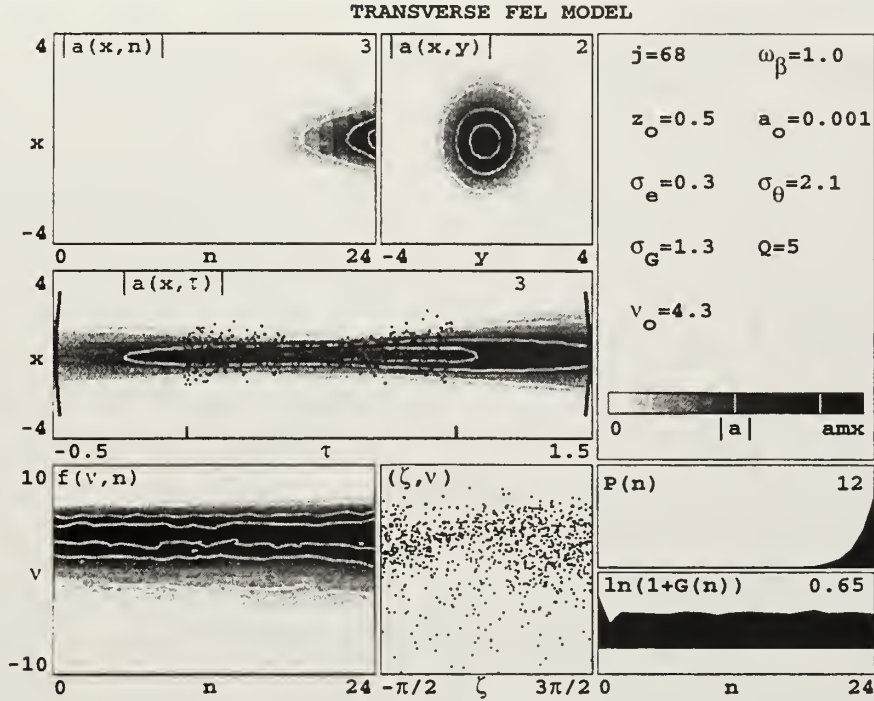 TRANSVERSE FEL MODEL
4 |a(x,n)| 3
x
-4
0 n 24
|a(x,y)| 2
-4 y 4
j=68 ω_β=1.0
z_o=0.5 a_o=0.001
σ_e=0.3 σ_θ=2.1
σ_G=1.3 Q=5
ν_o=4.3
0 |a| amx
4 |a(x,τ)| 3
x
-4
-0.5 τ 1.5
10 f(ν,n)
ν
-10
0 n 24
(ζ,ν)
-π/2 ζ 3π/2
P(n) 12
ln(1+G(n)) 0.65
0 n 24